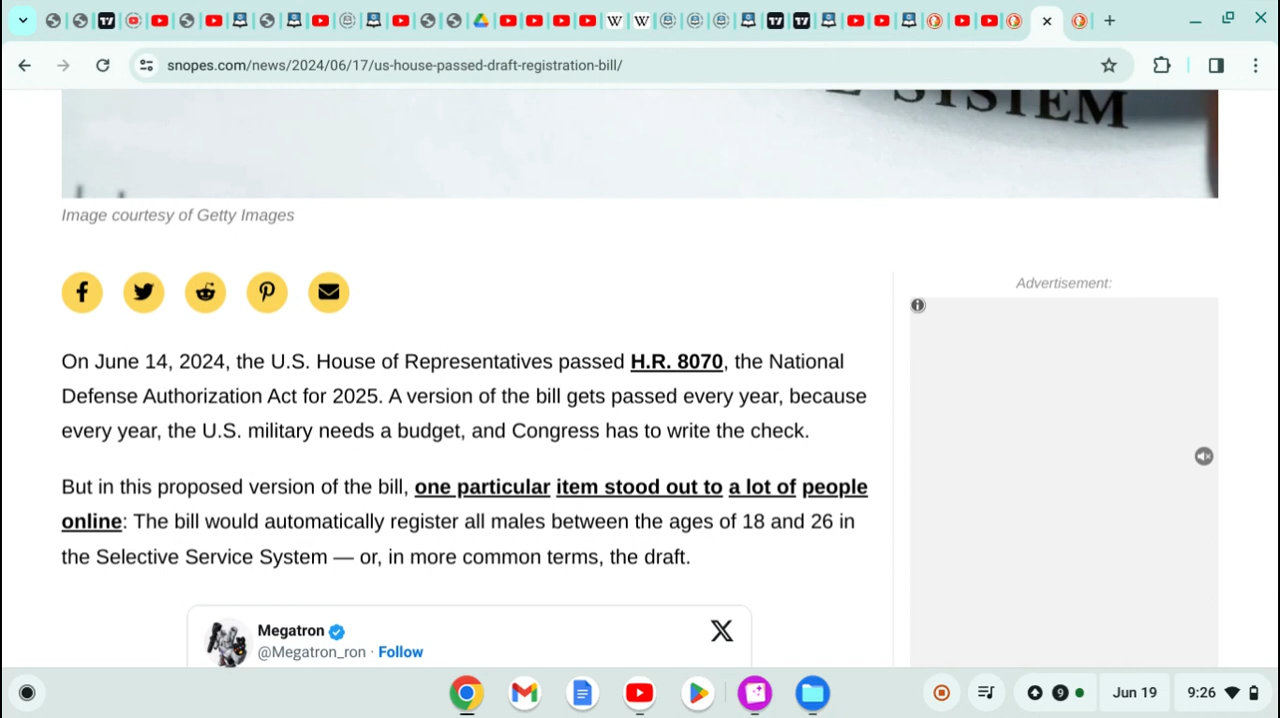 snopes.com/news/2024/06/17/us-house-passed-draft-registration-bill/
SYSTEM
Image courtesy of Getty Images
Advertisement:
On June 14, 2024, the U.S. House of Representatives passed H.R. 8070, the National
Defense Authorization Act for 2025. A version of the bill gets passed every year, because
every year, the U.S. military needs a budget, and Congress has to write the check.
But in this proposed version of the bill, one particular item stood out to a lot of people
online: The bill would automatically register all males between the ages of 18 and 26 in
the Selective Service System — or, in more common terms, the draft.
Megatron
@Megatron_ron · Follow
9
Jun 19
9:26